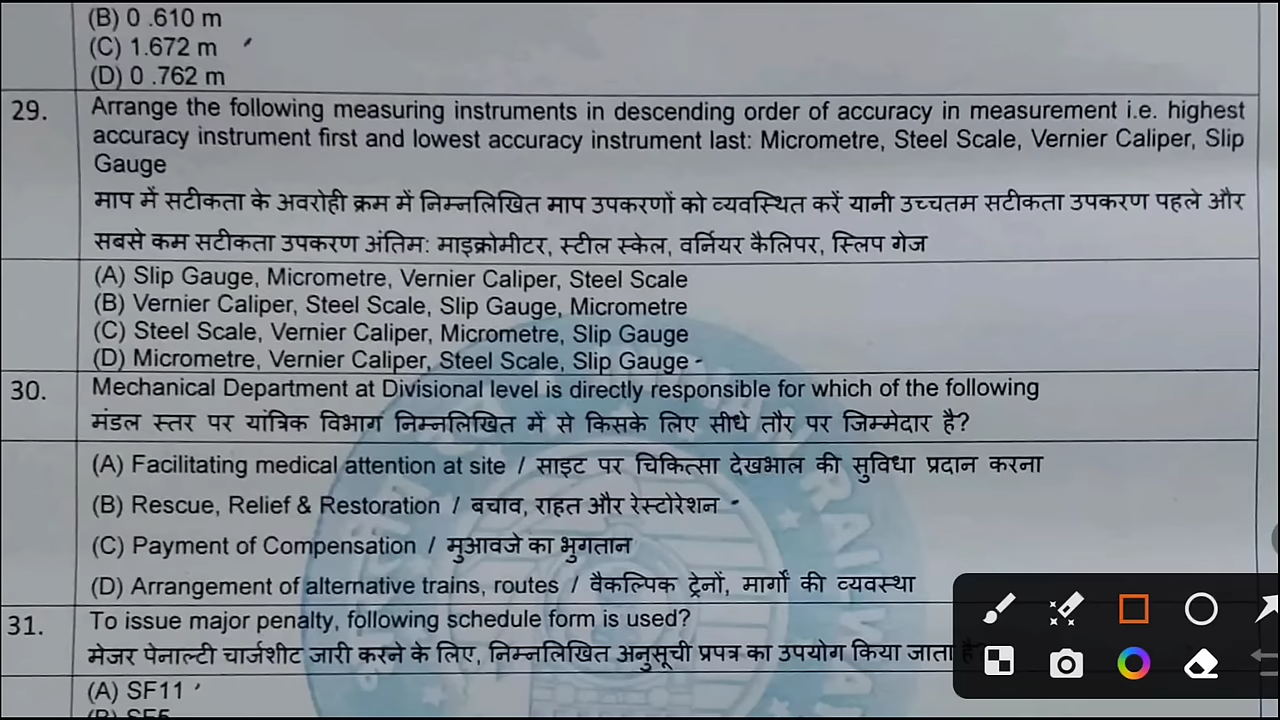 (B) 0 .610 m
(C) 1.672 m
(D) 0 .762 m
29. Arrange the following measuring instruments in descending order of accuracy in measurement i.e. highest
accuracy instrument first and lowest accuracy instrument last: Micrometre, Steel Scale, Vernier Caliper, Slip
Gauge
माप में सटीकता के अवरोही क्रम में निम्नलिखित माप उपकरणों को व्यवस्थित करें यानी उच्चतम सटीकता उपकरण पहले और
सबसे कम सटीकता उपकरण अंतिम: माइक्रोमीटर, स्टील स्केल, वर्नियर कैलिपर, स्लिप गेज
(A) Slip Gauge, Micrometre, Vernier Caliper, Steel Scale
(B) Vernier Caliper, Steel Scale, Slip Gauge, Micrometre
(C) Steel Scale, Vernier Caliper, Micrometre, Slip Gauge
(D) Micrometre, Vernier Caliper, Steel Scale, Slip Gauge
30. Mechanical Department at Divisional level is directly responsible for which of the following
मंडल स्तर पर यांत्रिक विभाग निम्नलिखित में से किसके लिए सीधे तौर पर जिम्मेदार है?
(A) Facilitating medical attention at site / साइट पर चिकित्सा देखभाल की सुविधा प्रदान करना
(B) Rescue, Relief & Restoration / बचाव, राहत और रेस्टोरेशन
(C) Payment of Compensation / मुआवजे का भुगतान
(D) Arrangement of alternative trains, routes / वैकल्पिक ट्रेनों, मार्गों की व्यवस्था
31. To issue major penalty, following schedule form is used?
मेजर पेनाल्टी चार्जशीट जारी करने के लिए, निम्नलिखित अनुसूची प्रपत्र का उपयोग किया जाता है
(A) SF11
(B) SF5